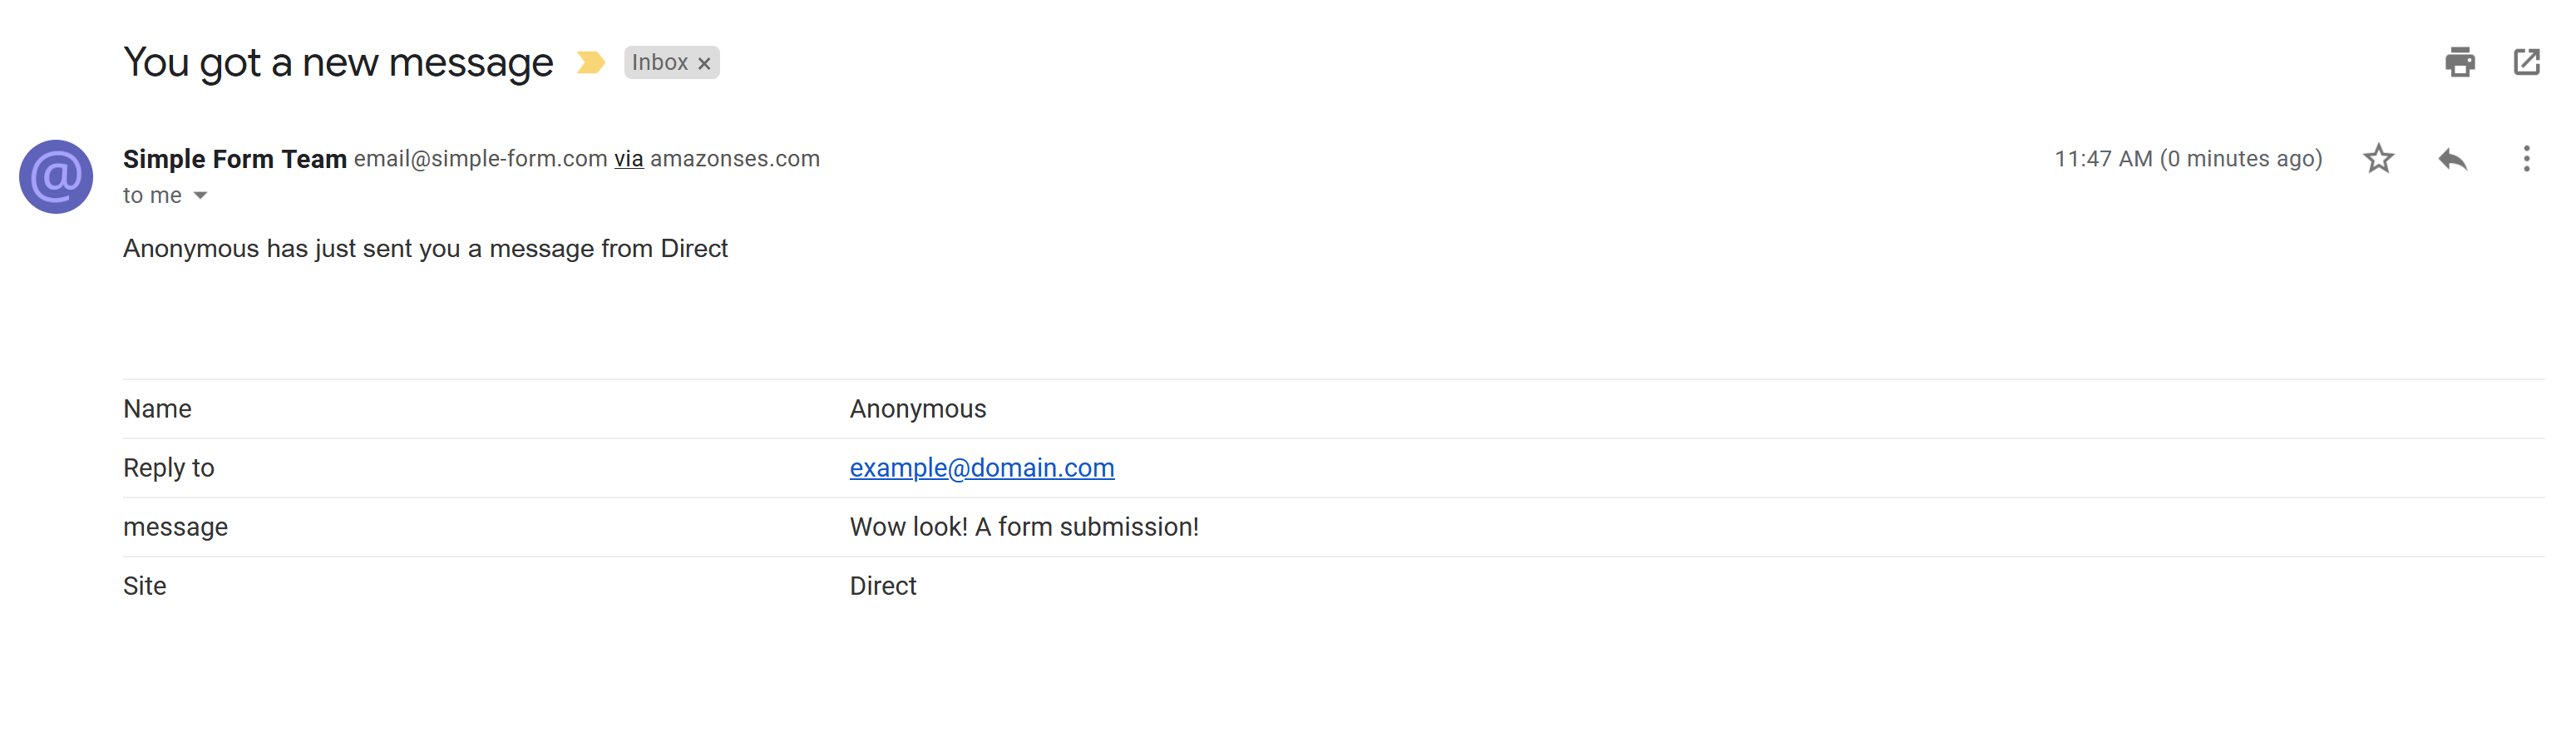 You got a new message Inbox ×
Simple Form Team email@simple-form.com via amazonses.com 11:47 AM (0 minutes ago)
@
to me
Anonymous has just sent you a message from Direct
Name Anonymous
Reply to example@domain.com
message Wow look! A form submission!
Site Direct